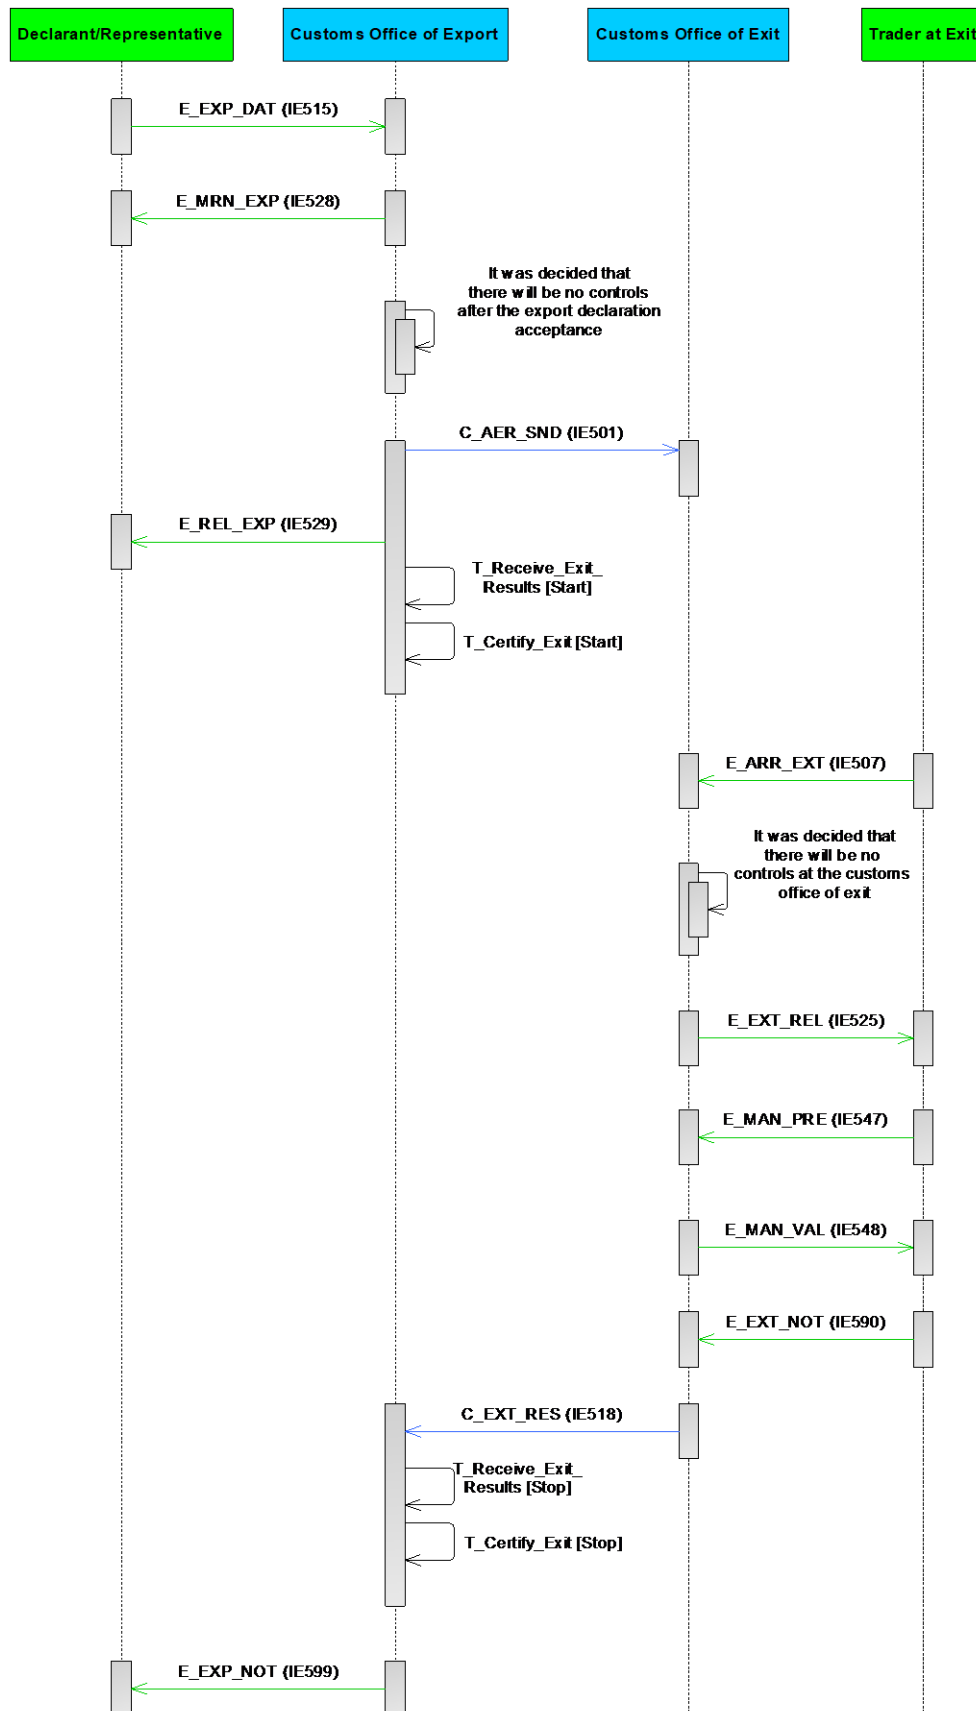 Declarant/Representative
Customs Office of Export
Customs Office of Exit
Trader at Exit
E_EXP_DAT (IE515)
E_MRN_EXP (IE528)
It was decided that
there will be no controls
after the export declaration
acceptance
C_AER_SND (IE501)
E_REL_EXP (IE529)
T_Receive_Exit_
Results [Start]
T_Certify_Exit [Start]
E_ARR_EXT (IE507)
It was decided that
there will be no
controls at the customs
office of exit
E_EXT_REL (IE525)
E_MAN_PRE (IE547)
E_MAN_VAL (IE548)
E_EXT_NOT (IE590)
C_EXT_RES (IE518)
T_Receive_Exit_
Results [Stop]
T_Certify_Exit [Stop]
E_EXP_NOT (IE599)